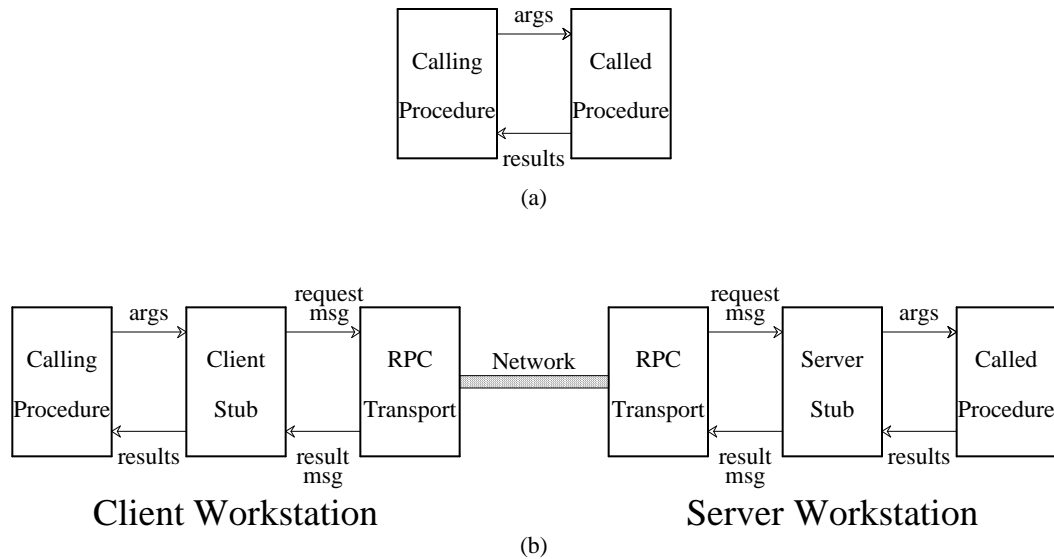 args
Calling
Procedure
Called
Procedure
results
(a)
args
request
msg
Network
request
msg
args
Calling
Procedure
Client
Stub
RPC
Transport
RPC
Transport
Server
Stub
Called
Procedure
results
result
msg
result
msg
results
Client Workstation
Server Workstation
(b)